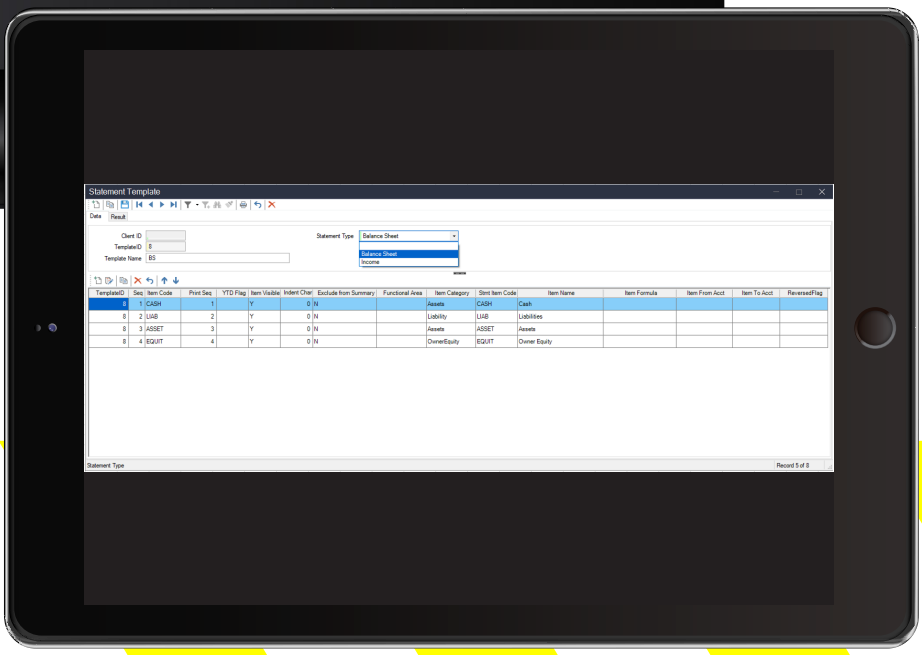 Statement Template
Data Result
Client ID
Statement Type Balance Sheet
TemplateID 8
Balance Sheet
Template Name BS
Income
TemplateID Seq Item Code Print Seq YTD Flag Item Visible Indent Char Exclude from Summary Functional Area Item Category Stmt Item Code Item Name Item Formula Item From Acct Item To Acct ReversedFlag
8 1 CASH 1 Y 0 N Assets CASH Cash
8 2 LIAB 2 Y 0 N Liability LIAB Liabilities
8 3 ASSET 3 Y 0 N Assets ASSET Assets
8 4 EQUIT 4 Y 0 N OwnerEquity EQUIT Owner Equity
Statement Type Record 5 of 8